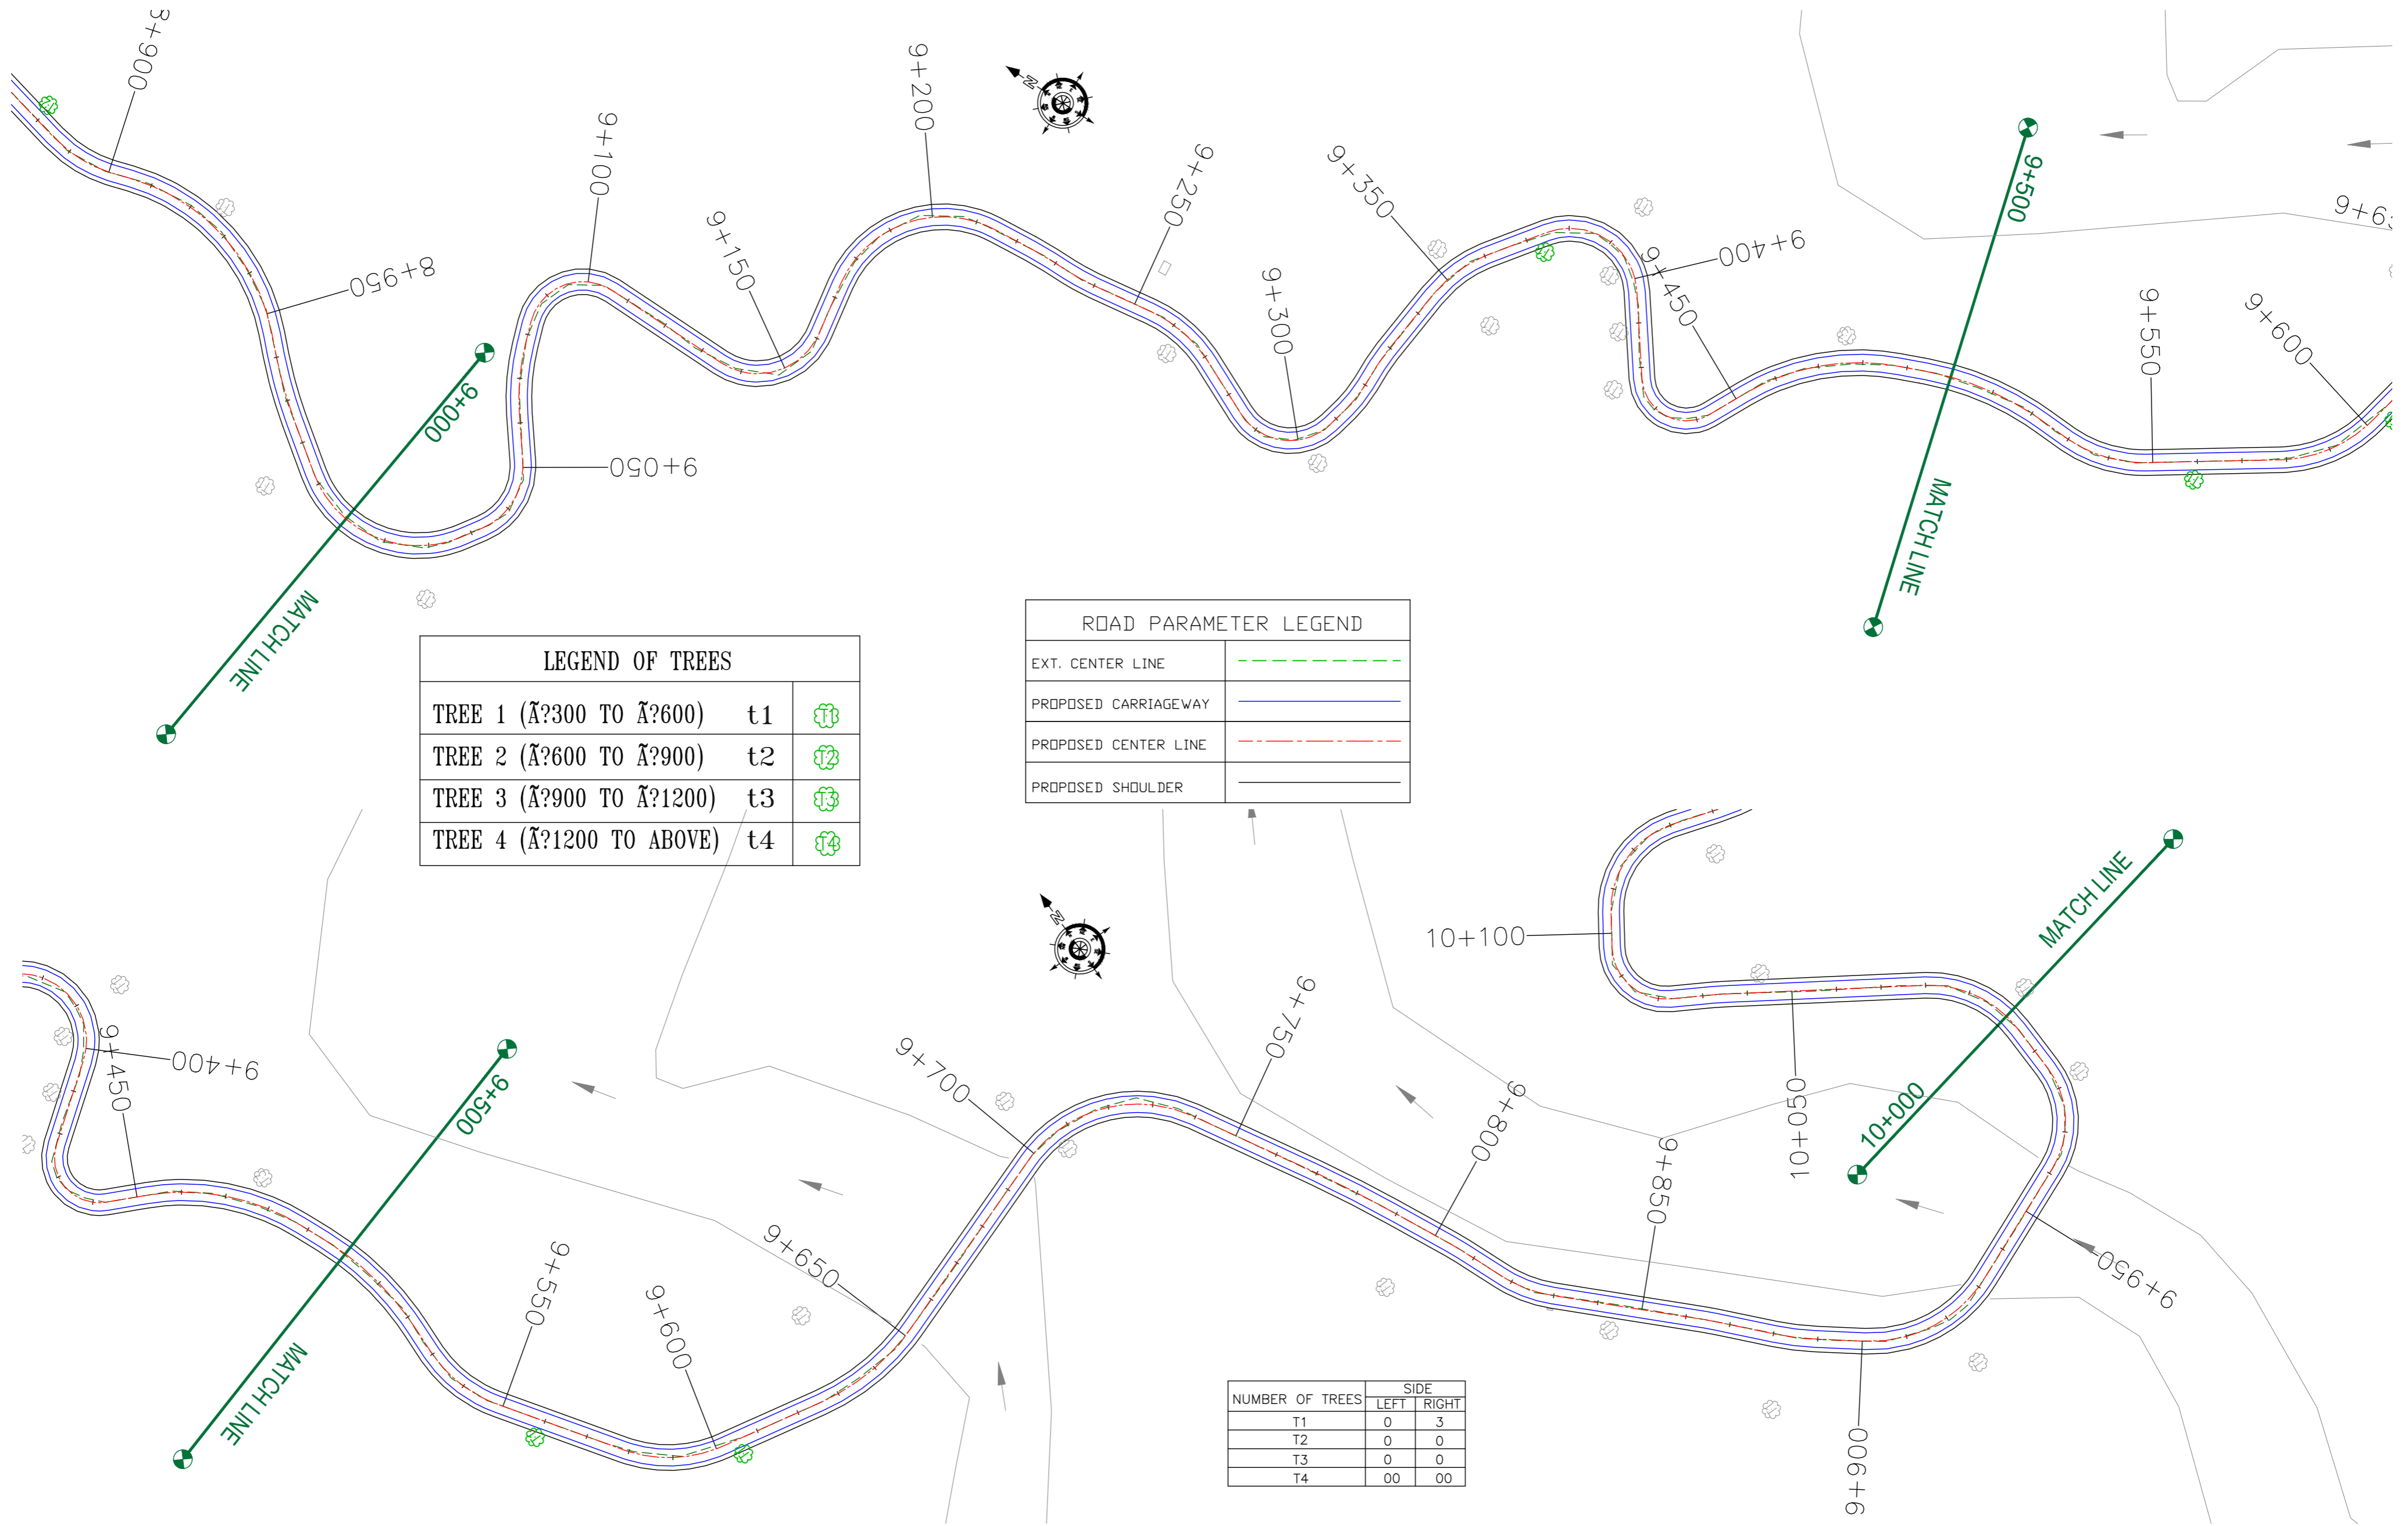 8+900
8+950
9+000
MATCH LINE
9+050
9+100
9+150
9+200
N
9+250
9+300
9+350
9+400
9+450
9+500
MATCH LINE
9+550
9+600
LEGEND OF TREES
TREE 1 (Ã?300 TO Ã?600) t1 T1
TREE 2 (Ã?600 TO Ã?900) t2 T2
TREE 3 (Ã?900 TO Ã?1200) t3 T3
TREE 4 (Ã?1200 TO ABOVE) t4 T4
ROAD PARAMETER LEGEND
EXT. CENTER LINE
PROPOSED CARRIAGEWAY
PROPOSED CENTER LINE
PROPOSED SHOULDER
9+400
9+450
9+500
MATCH LINE
9+550
9+600
9+650
9+700
N
9+750
9+800
9+850
9+900
9+950
10+000
MATCH LINE
10+050
10+100
NUMBER OF TREES SIDE
LEFT RIGHT
T1 0 3
T2 0 0
T3 0 0
T4 00 00